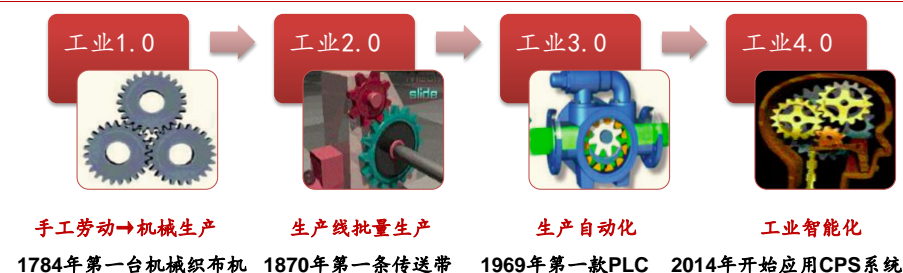 工业1.0
工业2.0
工业3.0
工业4.0
slide
手工劳动→机械生产
生产线批量生产
生产自动化
工业智能化
1784年第一台机械织布机
1870年第一条传送带
1969年第一款PLC
2014年开始应用CPS系统